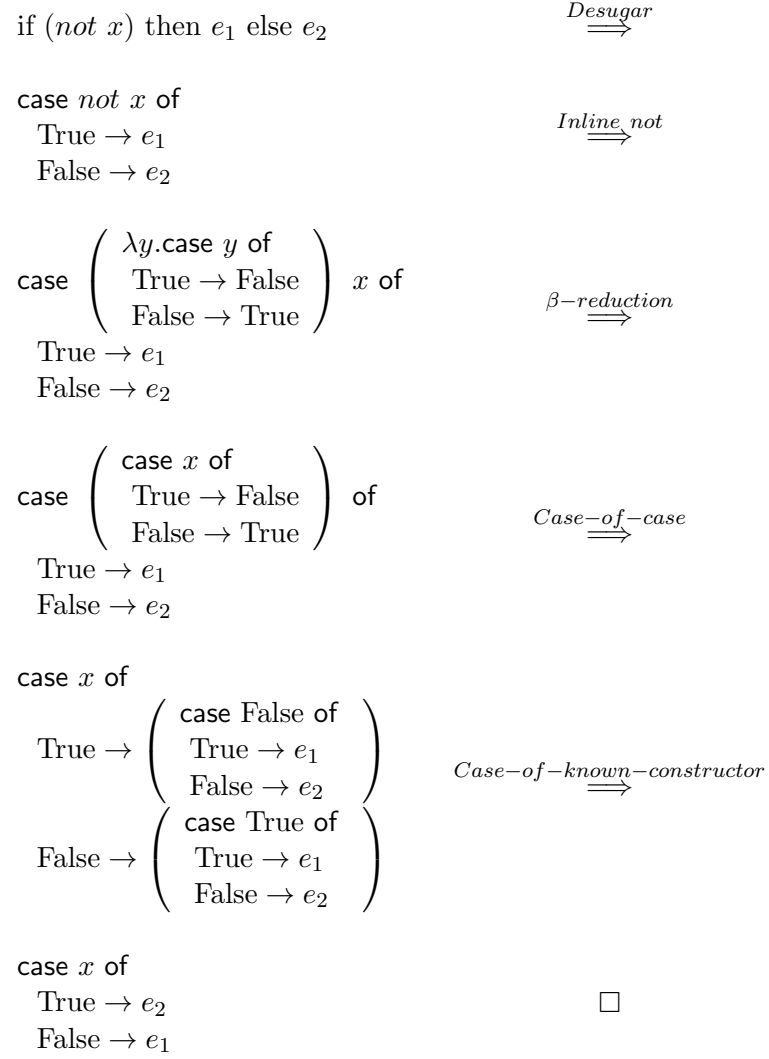 if (not x) then e₁ else e₂ Desugar ⟹
case not x of
True → e₁ Inline not ⟹
False → e₂
λy.case y of
case ( True → False ) x of
False → True β−reduction ⟹
True → e₁
False → e₂
case x of
case ( True → False ) of
False → True Case−of−case ⟹
True → e₁
False → e₂
case x of
case False of
True → ( True → e₁ )
False → e₂ Case−of−known−constructor ⟹
case True of
False → ( True → e₁ )
False → e₂
case x of
True → e₂ □
False → e₁